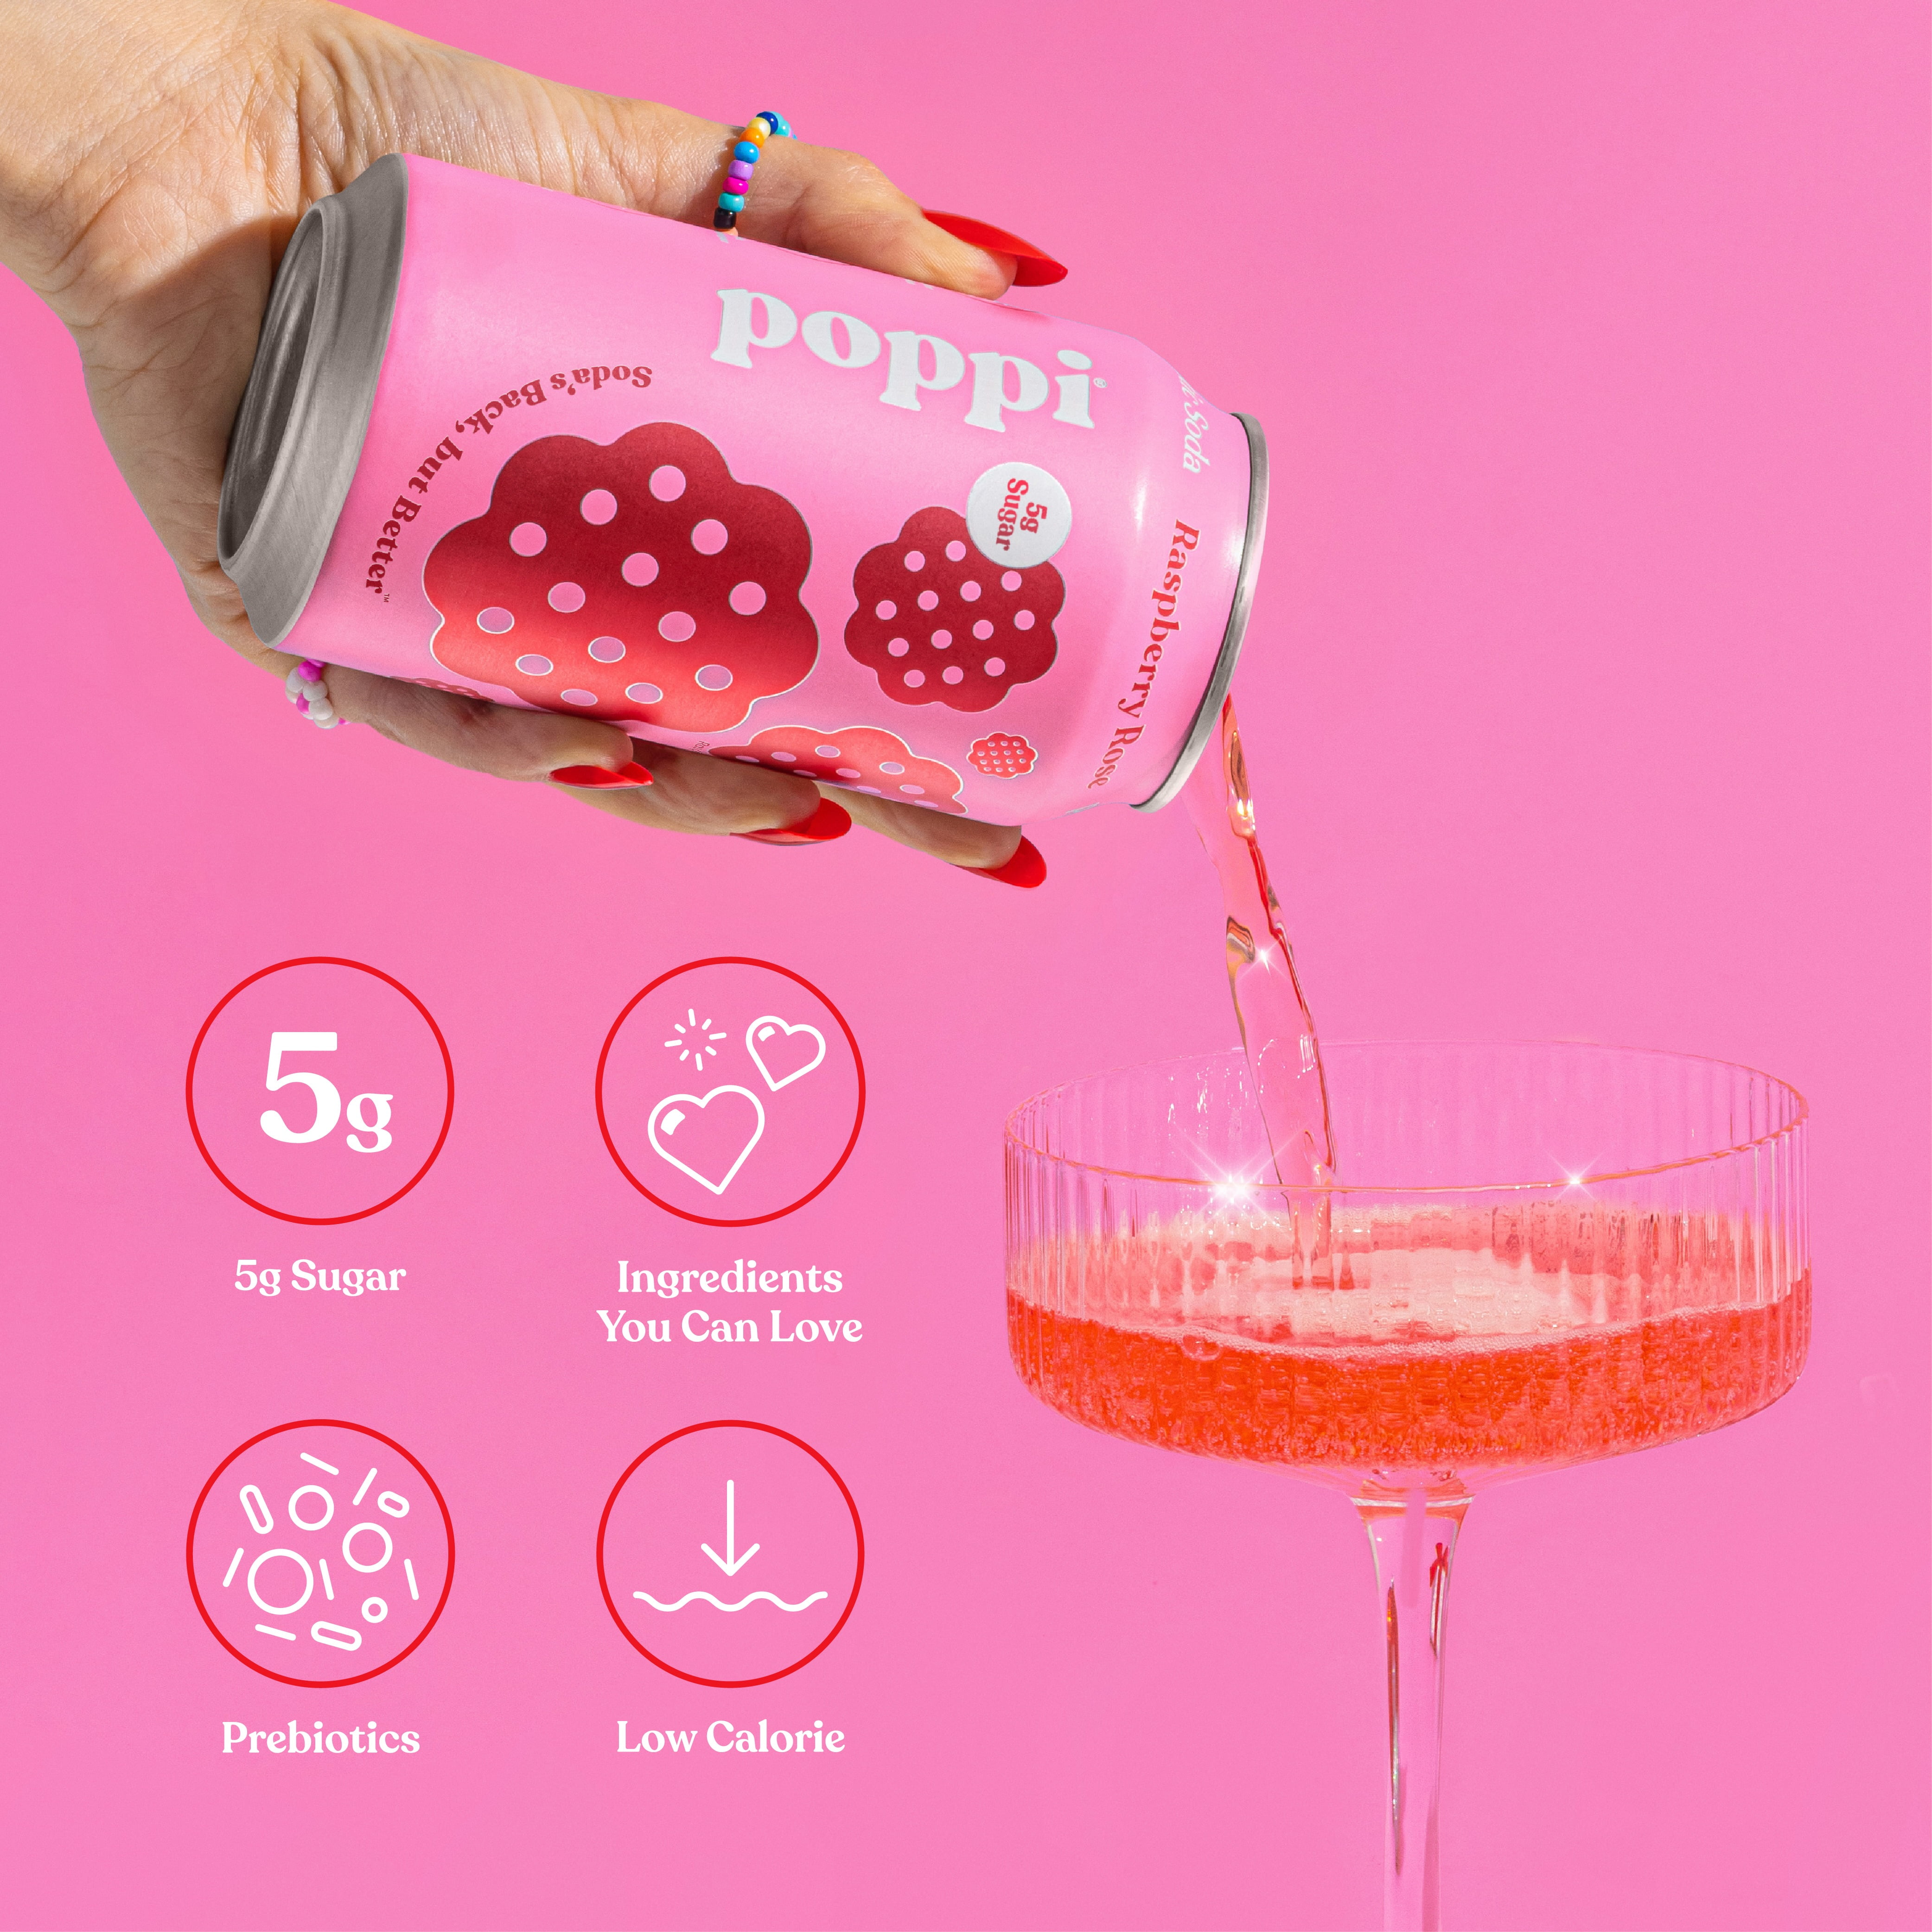 poppi®
Soda's Back, but Better™
5g
Sugar
Soda
Raspberry Rose
5g
5g Sugar
Ingredients
You Can Love
Prebiotics
Low Calorie